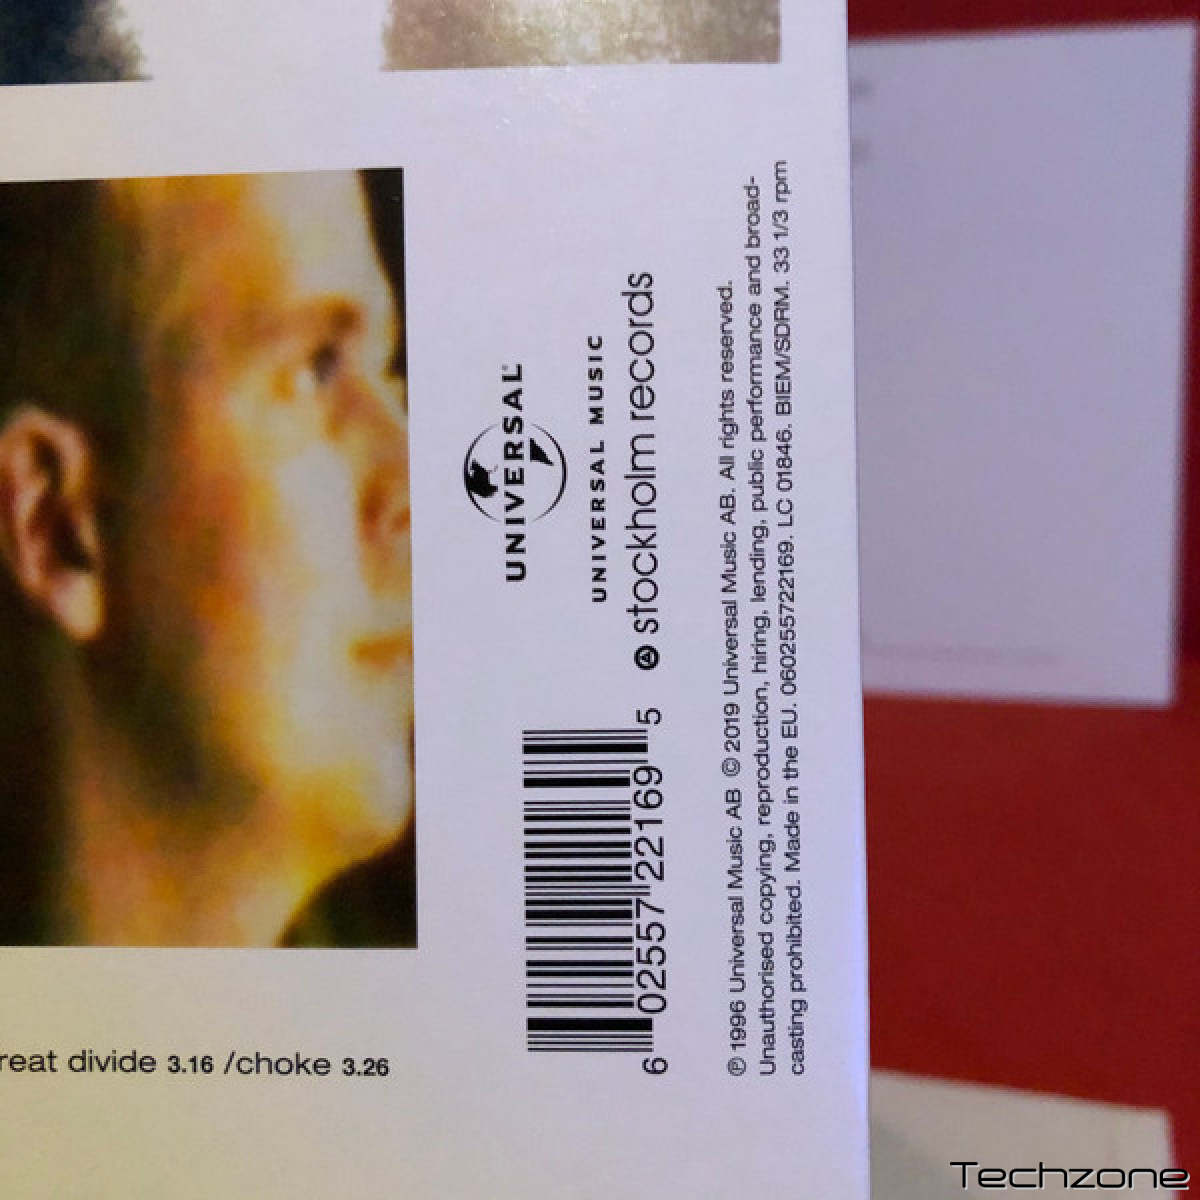 UNIVERSAL
UNIVERSAL MUSIC
stockholm records
6 02557 22169 5
℗ 1996 Universal Music AB © 2019 Universal Music AB. All rights reserved.
Unauthorised copying, reproduction, hiring, lending, public performance and broad-
casting prohibited. Made in the EU. 0602557221695. LC 01846. BIEM/SDRM. 33 1/3 rpm
reat divide 3.16 /choke 3.26
Techzone